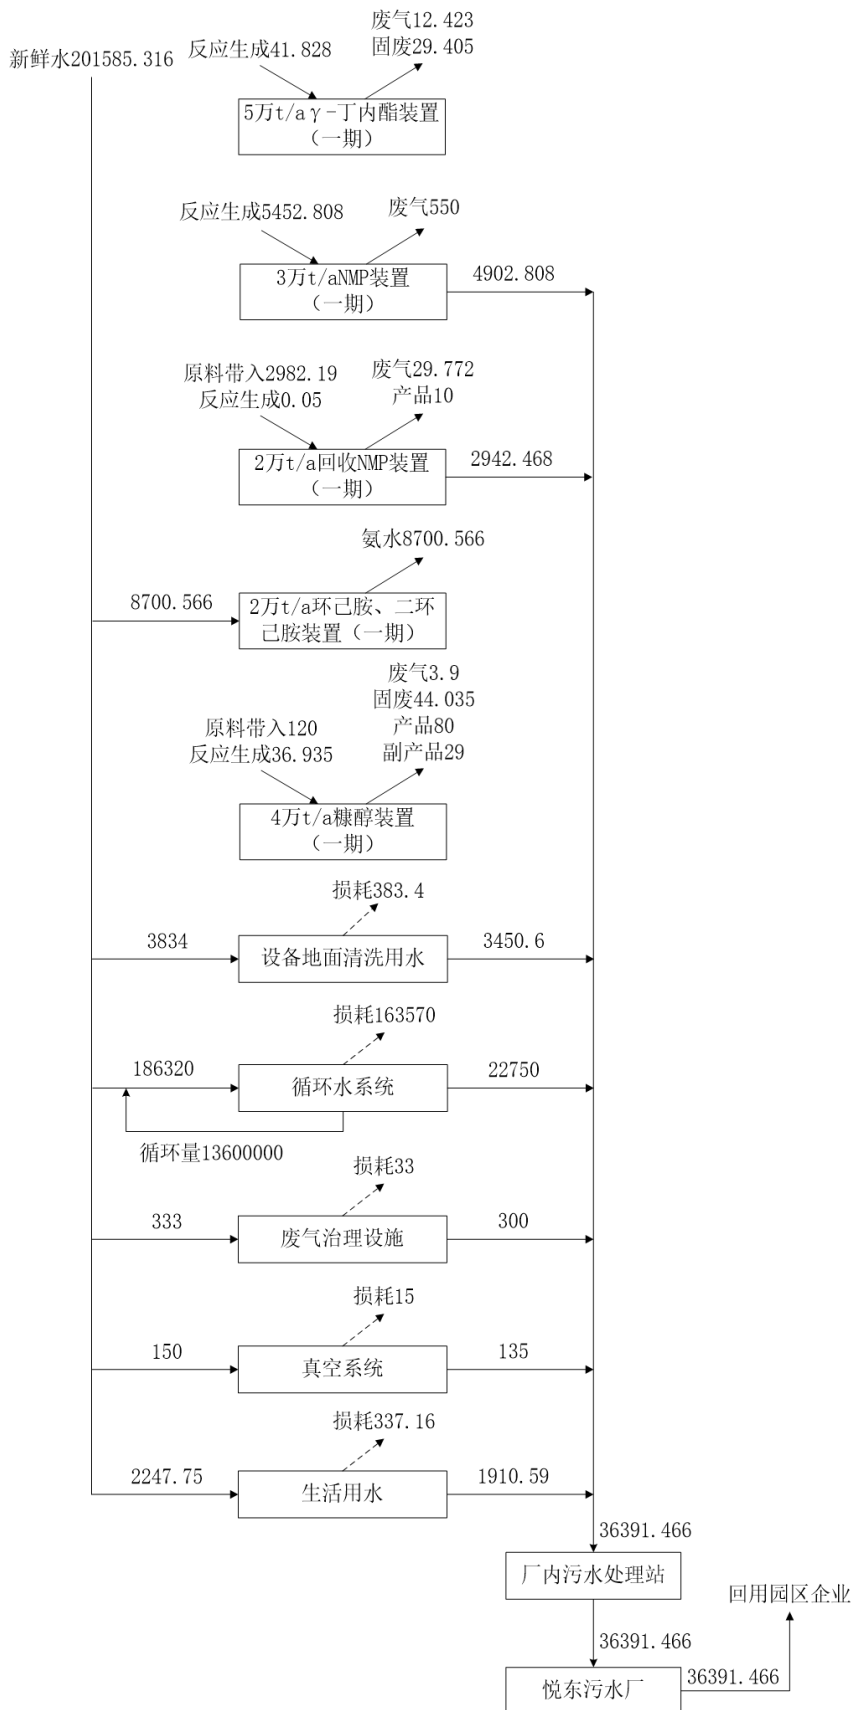 新鲜水201585.316
反应生成41.828
废气12.423
固废29.405
5万t/aγ-丁内酯装置
(一期)
反应生成5452.808
废气550
3万t/aNMP装置
(一期)
4902.808
原料带入2982.19
反应生成0.05
废气29.772
产品10
2万t/a回收NMP装置
(一期)
2942.468
氨水8700.566
8700.566
2万t/a环己胺、二环
己胺装置(一期)
废气3.9
固废44.035
产品80
副产品29
原料带入120
反应生成36.935
4万t/a糠醇装置
(一期)
损耗383.4
3834
设备地面清洗用水
3450.6
损耗163570
186320
循环水系统
22750
循环量13600000
损耗33
333
废气治理设施
300
损耗15
150
真空系统
135
损耗337.16
2247.75
生活用水
1910.59
36391.466
厂内污水处理站
回用园区企业
36391.466
悦东污水厂
36391.466